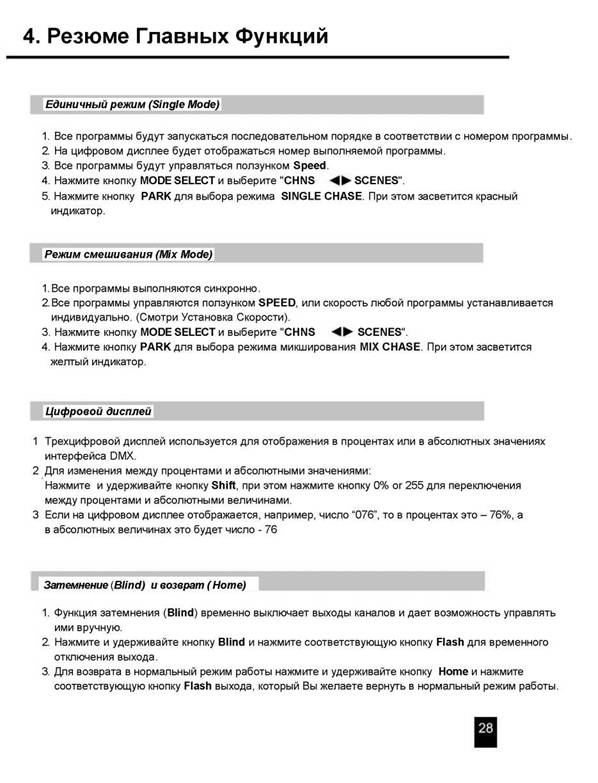 4. Резюме Главных Функций
Единичный режим (Single Mode)
1. Все программы будут запускаться последовательном порядке в соответствии с номером программы.
2. На цифровом дисплее будет отображаться номер выполняемой программы.
3. Все программы будут управляться ползунком Speed.
4. Нажмите кнопку MODE SELECT и выберите "CHNS ◀▶ SCENES".
5. Нажмите кнопку PARK для выбора режима SINGLE CHASE. При этом засветится красный
индикатор.
Режим смешивания (Mix Mode)
1.Все программы выполняются синхронно.
2.Все программы управляются ползунком SPEED, или скорость любой программы устанавливается
индивидуально. (Смотри Установка Скорости).
3. Нажмите кнопку MODE SELECT и выберите "CHNS ◀▶ SCENES".
4. Нажмите кнопку PARK для выбора режима микширования MIX CHASE. При этом засветится
желтый индикатор.
Цифровой дисплей
1 Трехцифровой дисплей используется для отображения в процентах или в абсолютных значениях
интерфейса DMX.
2 Для изменения между процентами и абсолютными значениями:
Нажмите и удерживайте кнопку Shift, при этом нажмите кнопку 0% or 255 для переключения
между процентами и абсолютными величинами.
3 Если на цифровом дисплее отображается, например, число “076”, то в процентах это – 76%, а
в абсолютных величинах это будет число - 76
Затемнение (Blind) и возврат ( Home)
1. Функция затемнения (Blind) временно выключает выходы каналов и дает возможность управлять
ими вручную.
2. Нажмите и удерживайте кнопку Blind и нажмите соответствующую кнопку Flash для временного
отключения выхода.
3. Для возврата в нормальный режим работы нажмите и удерживайте кнопку Home и нажмите
соответствующую кнопку Flash выхода, который Вы желаете вернуть в нормальный режим работы.
28